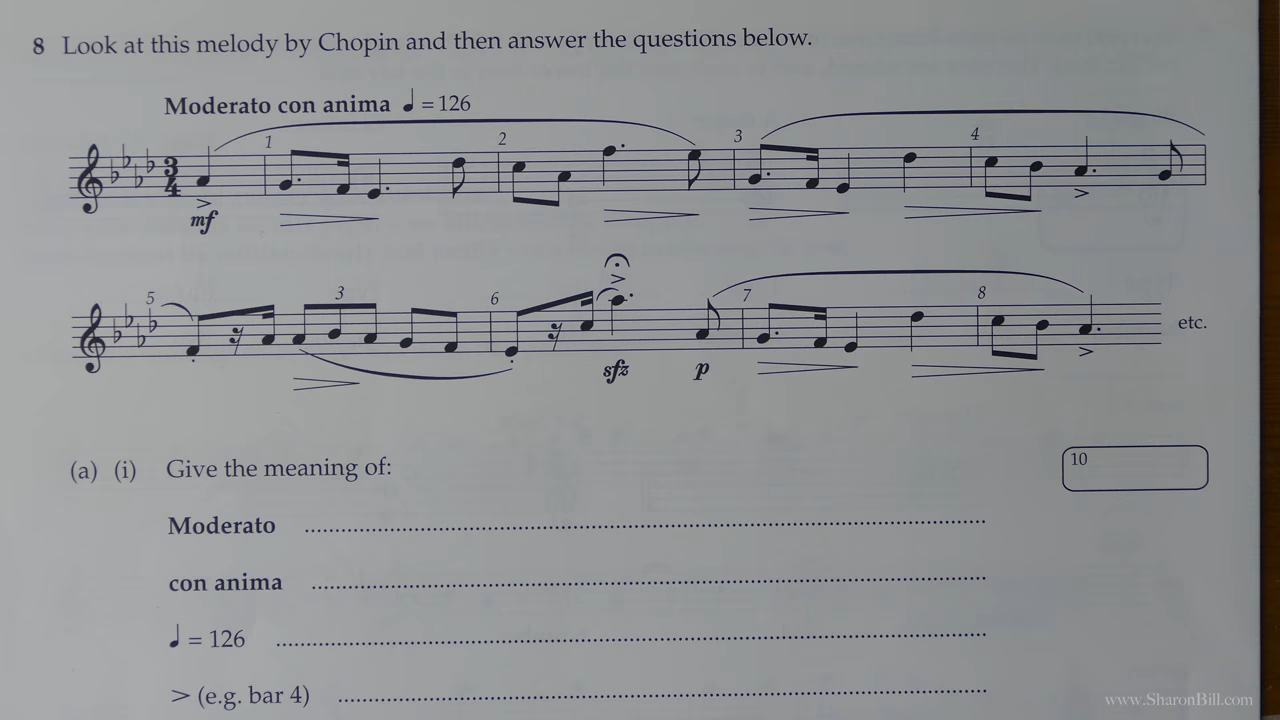 8 Look at this melody by Chopin and then answer the questions below.
Moderato con anima ♩ = 126
1 2 3 4
3
4
mf
5 3 6 7 8
etc.
sfz p
(a) (i) Give the meaning of:
10
Moderato ........................................
con anima ........................................
♩ = 126 ........................................
> (e.g. bar 4) ........................................
www.SharonBill.com